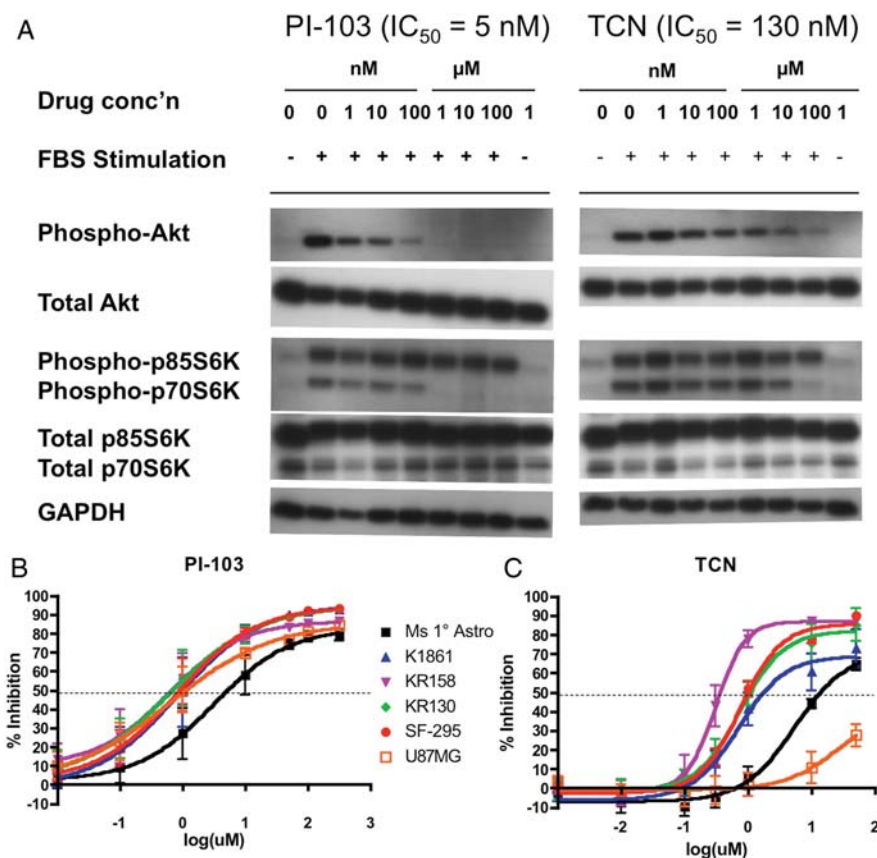 A
PI-103 (IC50 = 5 nM) TCN (IC50 = 130 nM)
nM µM nM µM
Drug conc'n 0 0 1 10 100 1 10 100 1 0 0 1 10 100 1 10 100 1
FBS Stimulation - + + + + + + + - - + + + + + + + -
Phospho-Akt
Total Akt
Phospho-p85S6K
Phospho-p70S6K
Total p85S6K
Total p70S6K
GAPDH
B PI-103
100
90
80
70
60
50
40
30
20
10
0
-10
% Inhibition
-1 0 1 2 3
log(uM)
Ms 1° Astro
K1861
KR158
KR130
SF-295
U87MG
C TCN
100
90
80
70
60
50
40
30
20
10
0
-10
% Inhibition
-2 -1 0 1 2
log(uM)